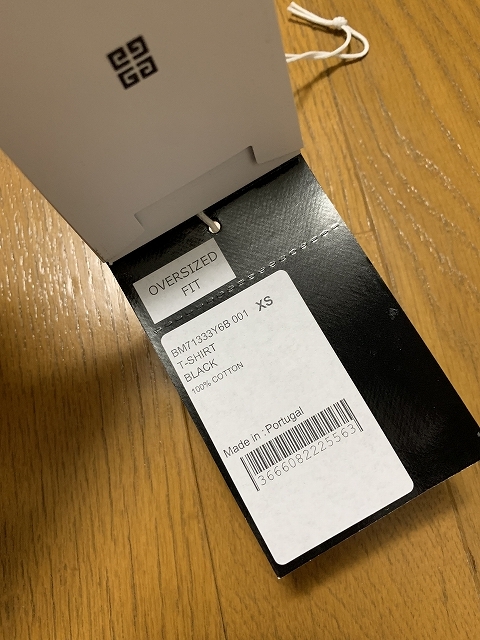 OVERSIZED
FIT
BM71333Y6B 001 XS
T-SHIRT
BLACK
100% COTTON
Made in : Portugal
3666082225563